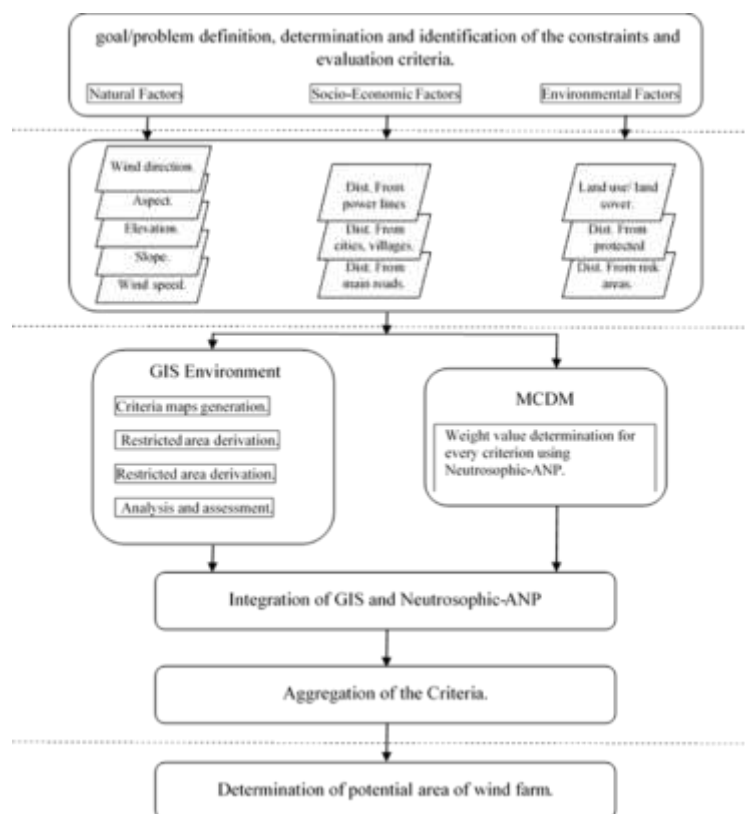 goal/problem definition, determination and identification of the constraints and
evaluation criteria.
Natural Factors
Socio-Economic Factors
Environmental Factors
Wind direction.
Aspect.
Elevation.
Slope.
Wind speed.
Dist. From
power lines
Dist. From
cities, villages.
Dist. From
main roads.
Land use/ land
cover.
Dist. From
protected
Dist. From risk
areas.
GIS Environment
Criteria maps generation.
Restricted area derivation.
Restricted area derivation.
Analysis and assessment.
MCDM
Weight value determination for
every criterion using
Neutrosophic-ANP.
Integration of GIS and Neutrosophic-ANP
Aggregation of the Criteria.
Determination of potential area of wind farm.